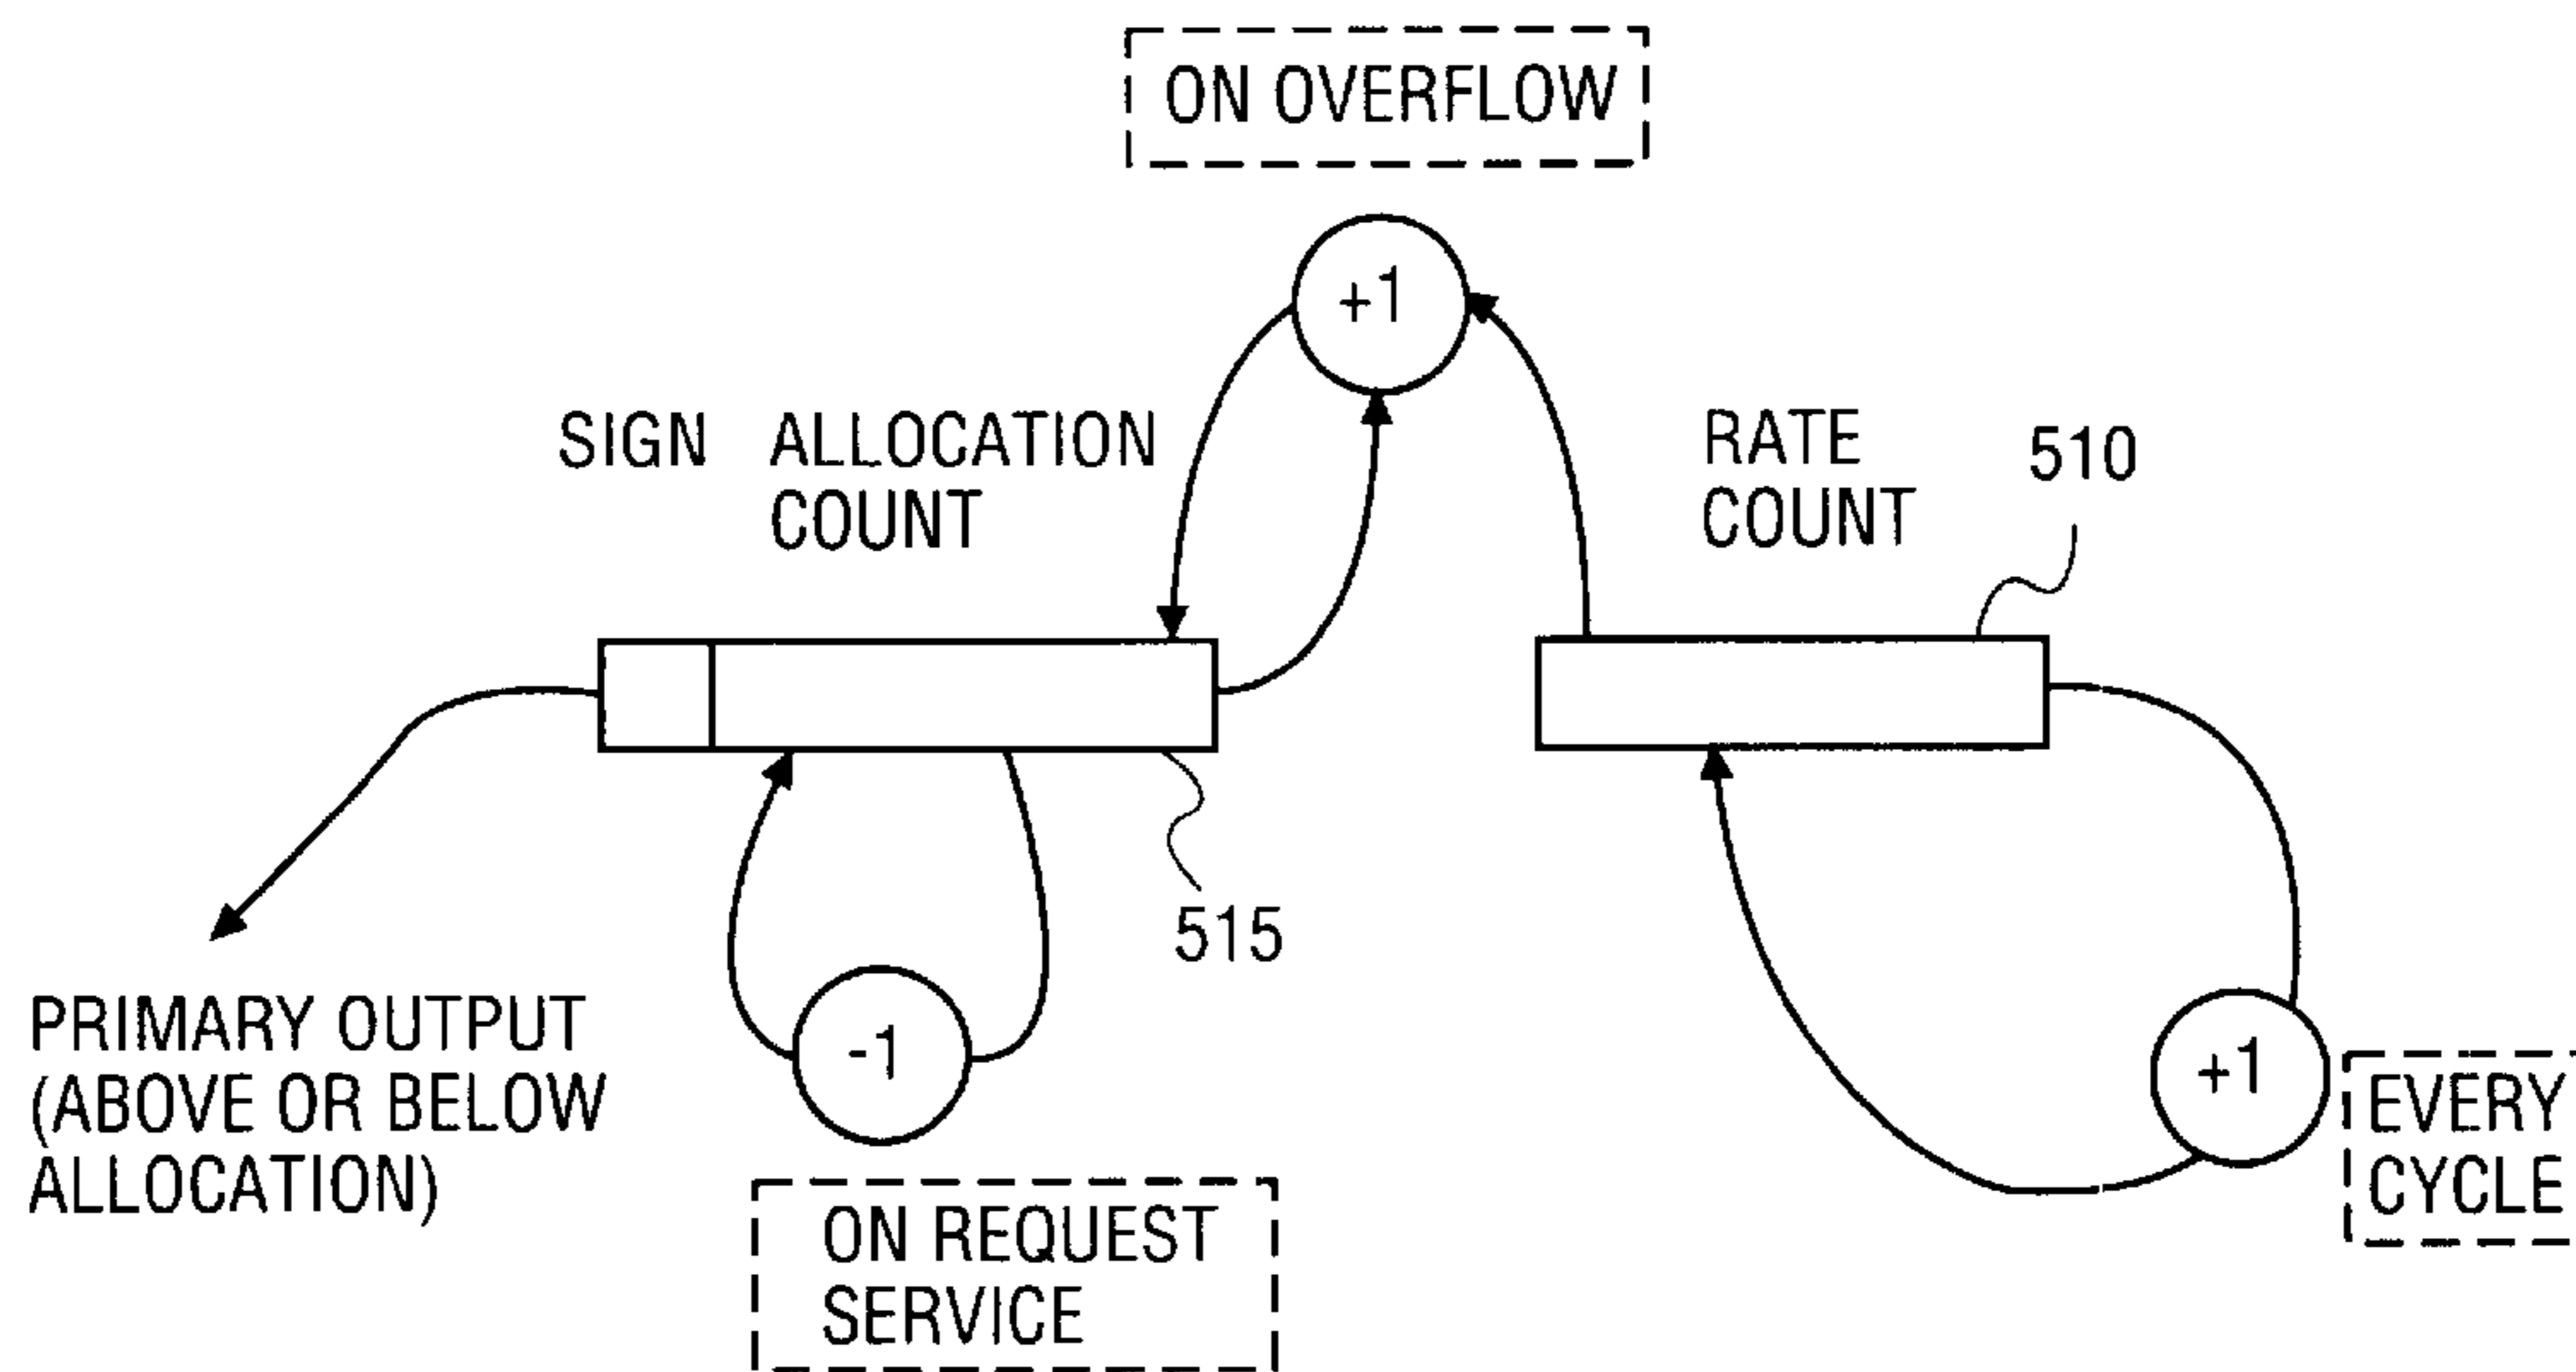 ON OVERFLOW
+1
SIGN ALLOCATION
COUNT
RATE
COUNT
510
515
PRIMARY OUTPUT
(ABOVE OR BELOW
ALLOCATION)
-1
ON REQUEST
SERVICE
+1
EVERY
CYCLE